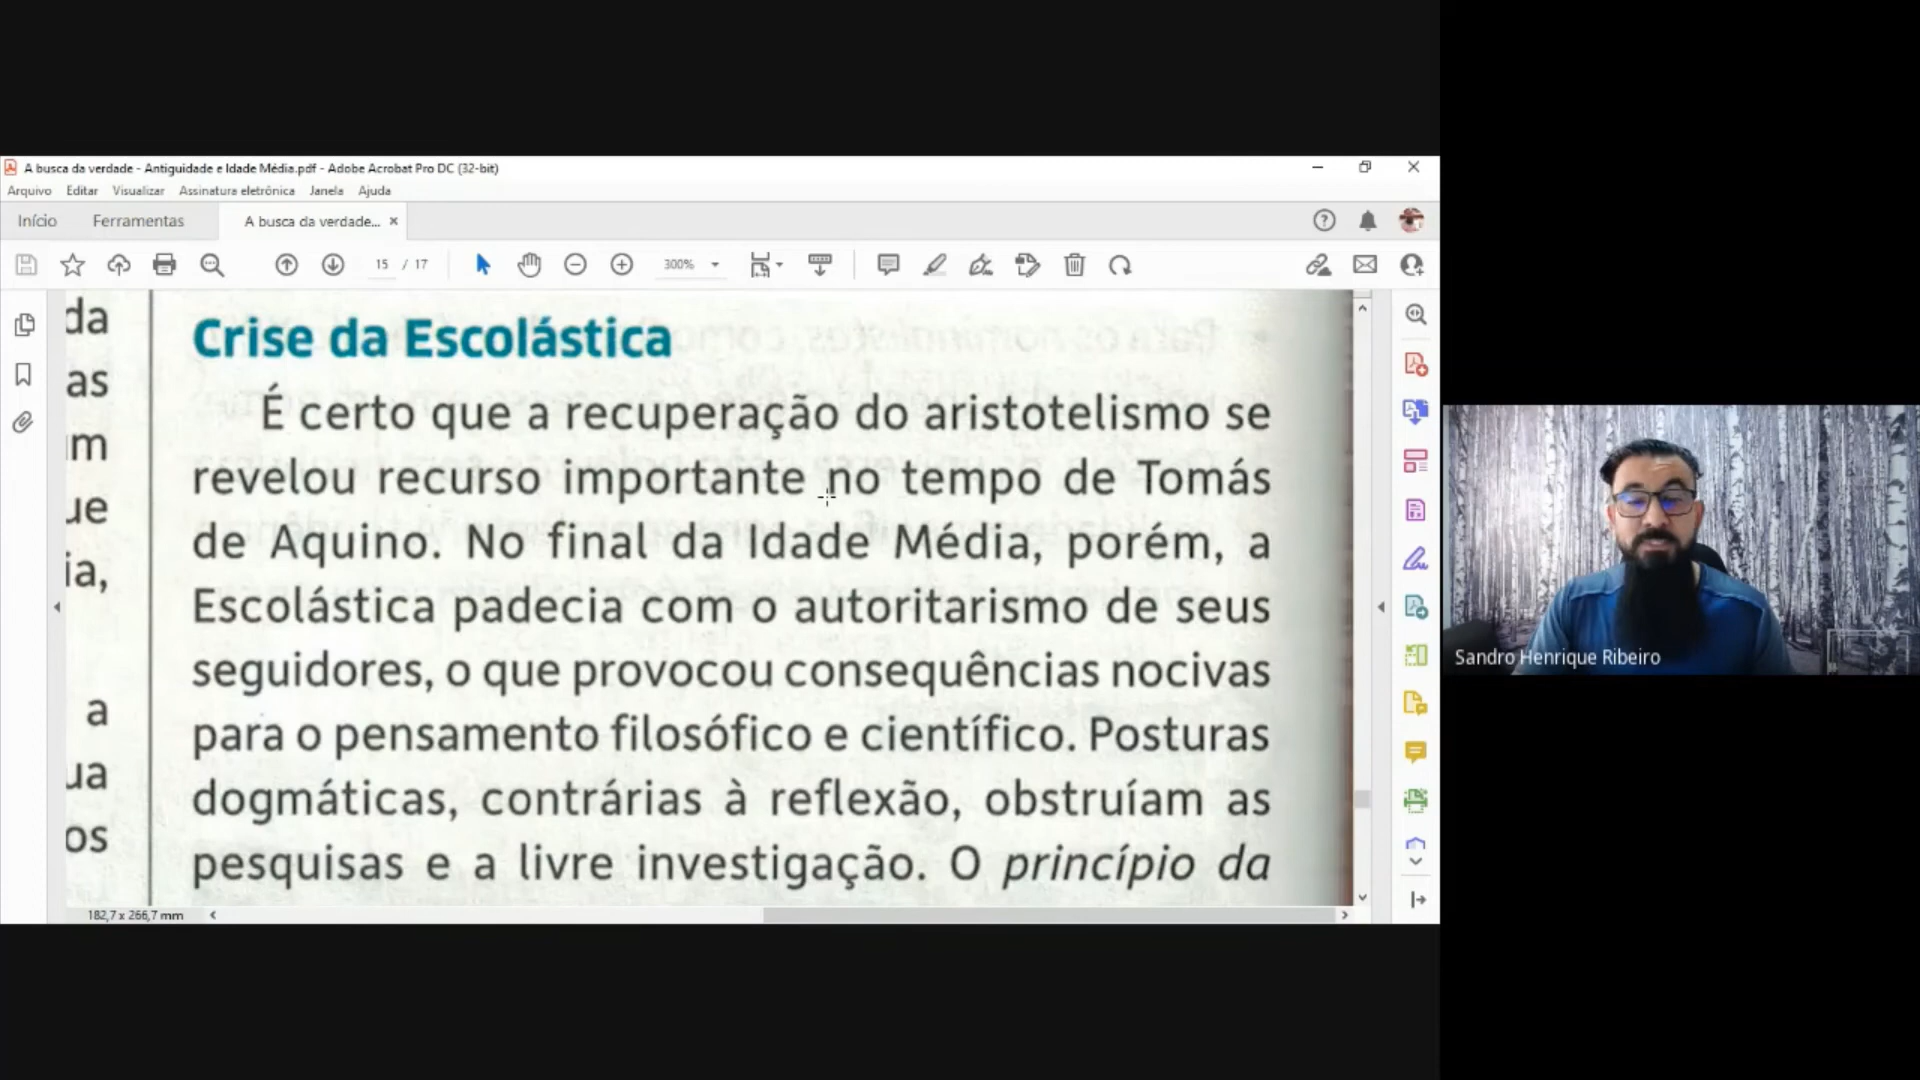 A busca da verdade - Antiguidade e Idade Média.pdf - Adobe Acrobat Pro DC (32-bit)
Arquivo Editar Visualizar Assinatura eletrônica Janela Ajuda
Início Ferramentas A busca da verdade...
15 / 17 300%
da
as
m
ue
ia,
a
ua
os
Crise da Escolástica
É certo que a recuperação do aristotelismo se
revelou recurso importante no tempo de Tomás
de Aquino. No final da Idade Média, porém, a
Escolástica padecia com o autoritarismo de seus
seguidores, o que provocou consequências nocivas
para o pensamento filosófico e científico. Posturas
dogmáticas, contrárias à reflexão, obstruíam as
pesquisas e a livre investigação. O princípio da
182,7 x 266,7 mm
Sandro Henrique Ribeiro